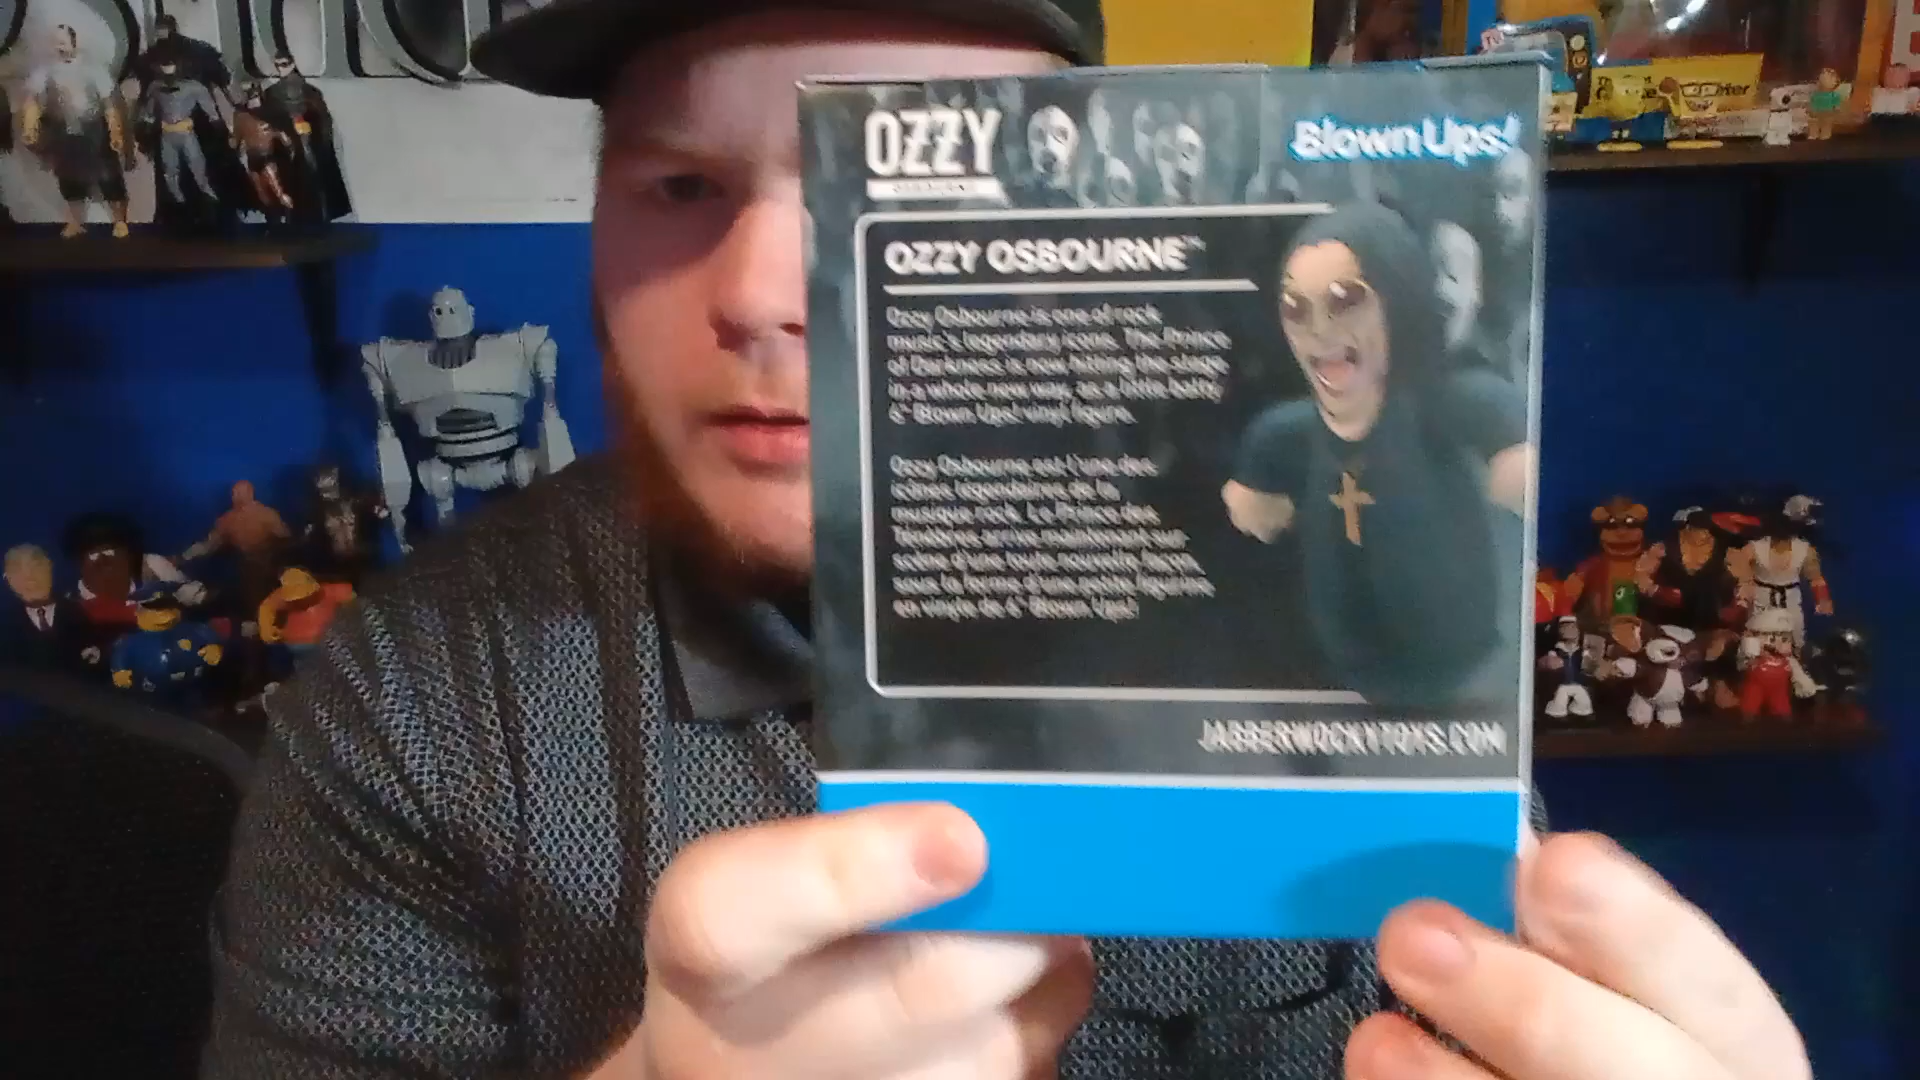 OZZY
OSBOURNE
Blown Ups!
OZZY OSBOURNE™
Ozzy Osbourne is one of rock
music's legendary icons. The Prince
of Darkness is now hitting the stage
in a whole new way, as a little batty
6" Blown Ups! vinyl figure.
Ozzy Osbourne est l'une des
icônes légendaires de la
musique rock. Le Prince des
Ténèbres arrive maintenant sur
scène d'une toute nouvelle façon,
sous la forme d'une petite figurine
en vinyle de 6" Blown Ups!
JABBERWOCKYTOYS.COM